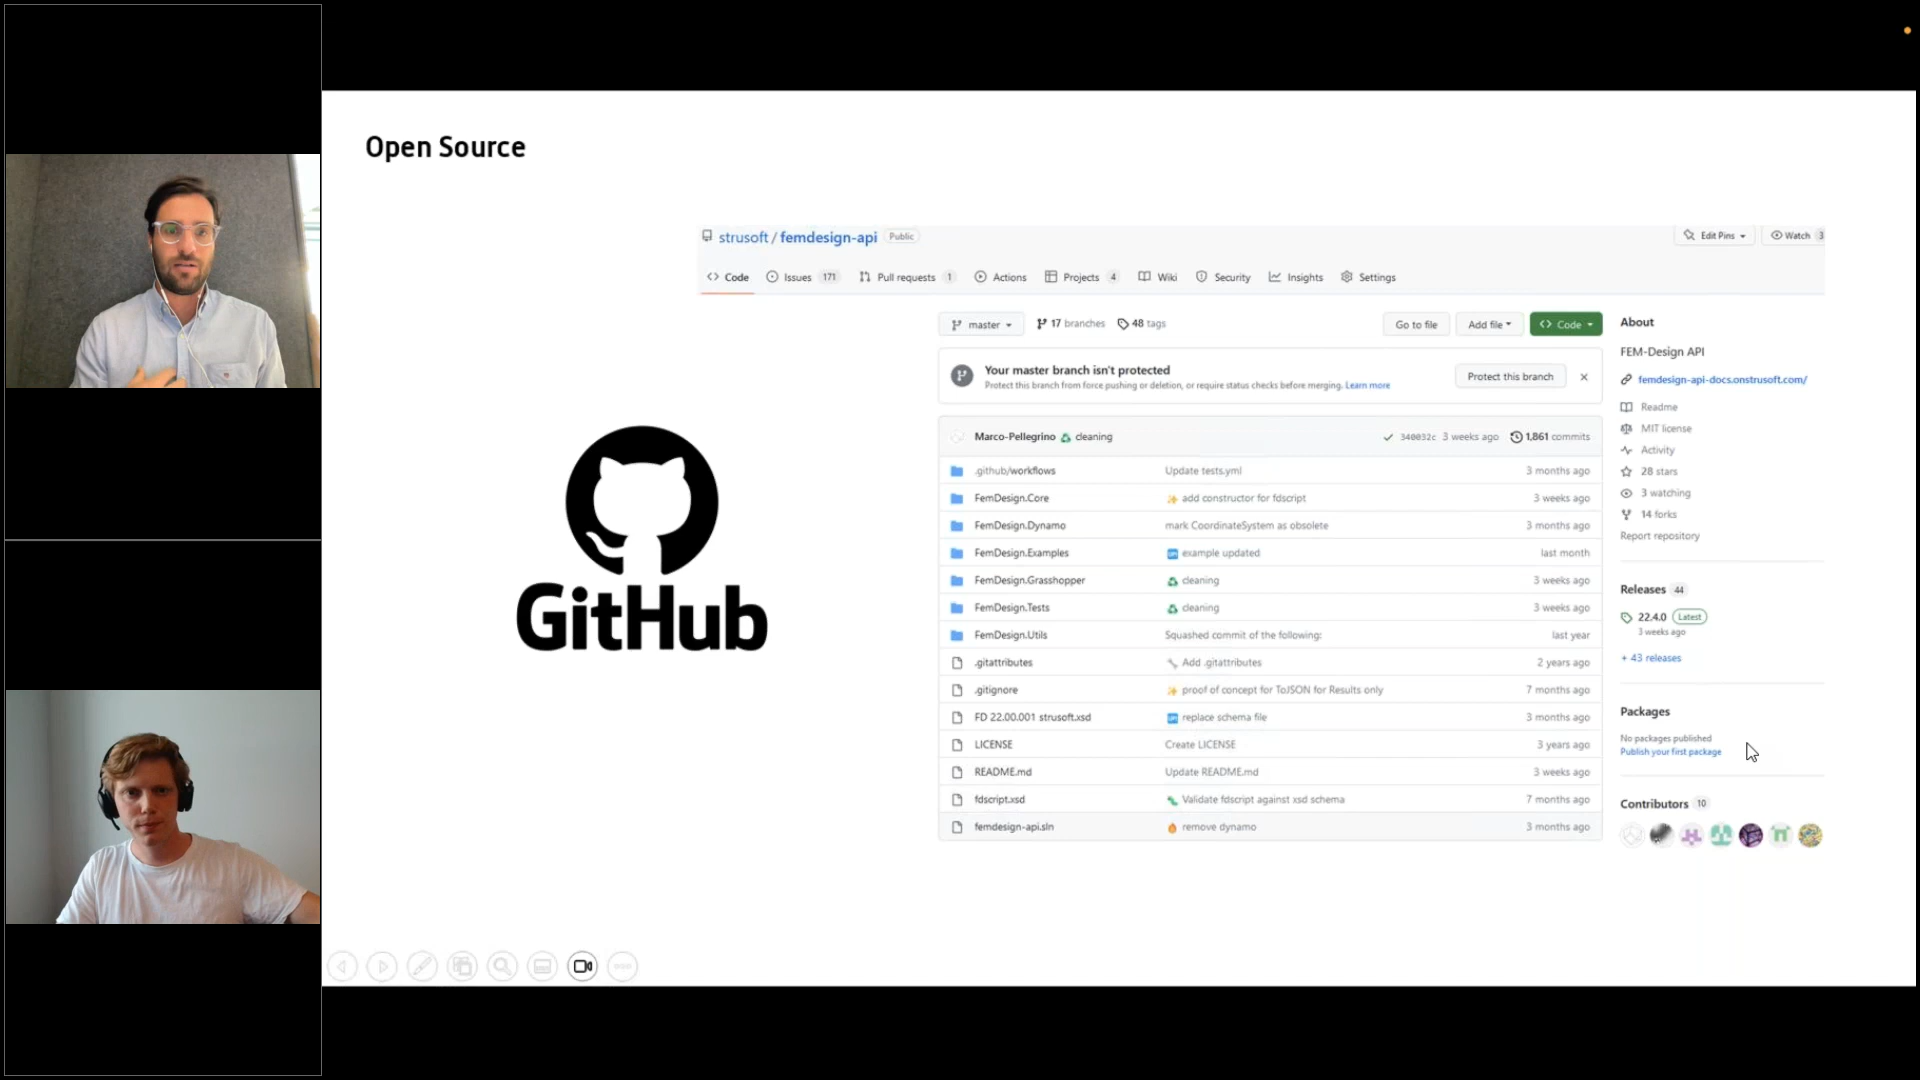 Open Source
strusoft / femdesign-api Public
Edit Pins
Watch 3
Code
Issues 171
Pull requests 1
Actions
Projects 4
Wiki
Security
Insights
Settings
master
17 branches
48 tags
Go to file
Add file
Code
Your master branch isn't protected
Protect this branch from force pushing or deletion, or require status checks before merging. Learn more
Protect this branch
Marco-Pellegrino cleaning 340032c 3 weeks ago 1,861 commits
.github/workflows Update tests.yml 3 months ago
FemDesign.Core add constructor for fdscript 3 weeks ago
FemDesign.Dynamo mark CoordinateSystem as obsolete 3 months ago
FemDesign.Examples example updated last month
FemDesign.Grasshopper cleaning 3 weeks ago
FemDesign.Tests cleaning 3 weeks ago
FemDesign.Utils Squashed commit of the following: last year
.gitattributes Add .gitattributes 2 years ago
.gitignore proof of concept for ToJSON for Results only 7 months ago
FD 22.00.001 strusoft.xsd replace schema file 3 months ago
LICENSE Create LICENSE 3 years ago
README.md Update README.md 3 weeks ago
fdscript.xsd Validate fdscript against xsd schema 7 months ago
femdesign-api.sln remove dynamo 3 months ago
About
FEM-Design API
femdesign-api-docs.onstrusoft.com/
Readme
MIT license
Activity
28 stars
3 watching
14 forks
Report repository
Releases 44
22.4.0 Latest
3 weeks ago
+ 43 releases
Packages
No packages published
Publish your first package
Contributors 10
GitHub